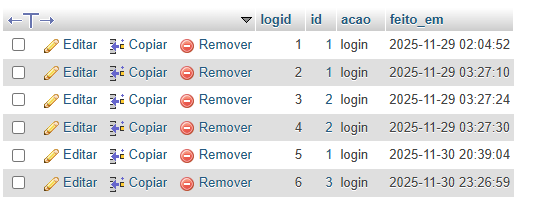 logid id acao feito_em
Editar Copiar Remover 1 1 login 2025-11-29 02:04:52
Editar Copiar Remover 2 1 login 2025-11-29 03:27:10
Editar Copiar Remover 3 2 login 2025-11-29 03:27:24
Editar Copiar Remover 4 2 login 2025-11-29 03:27:30
Editar Copiar Remover 5 1 login 2025-11-30 20:39:04
Editar Copiar Remover 6 3 login 2025-11-30 23:26:59